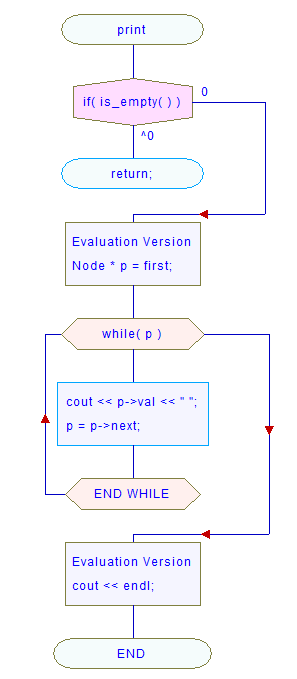 print
if( is_empty( ) )
0
^0
return;
Evaluation Version
Node * p = first;
while( p )
cout << p->val << " ";
p = p->next;
END WHILE
Evaluation Version
cout << endl;
END